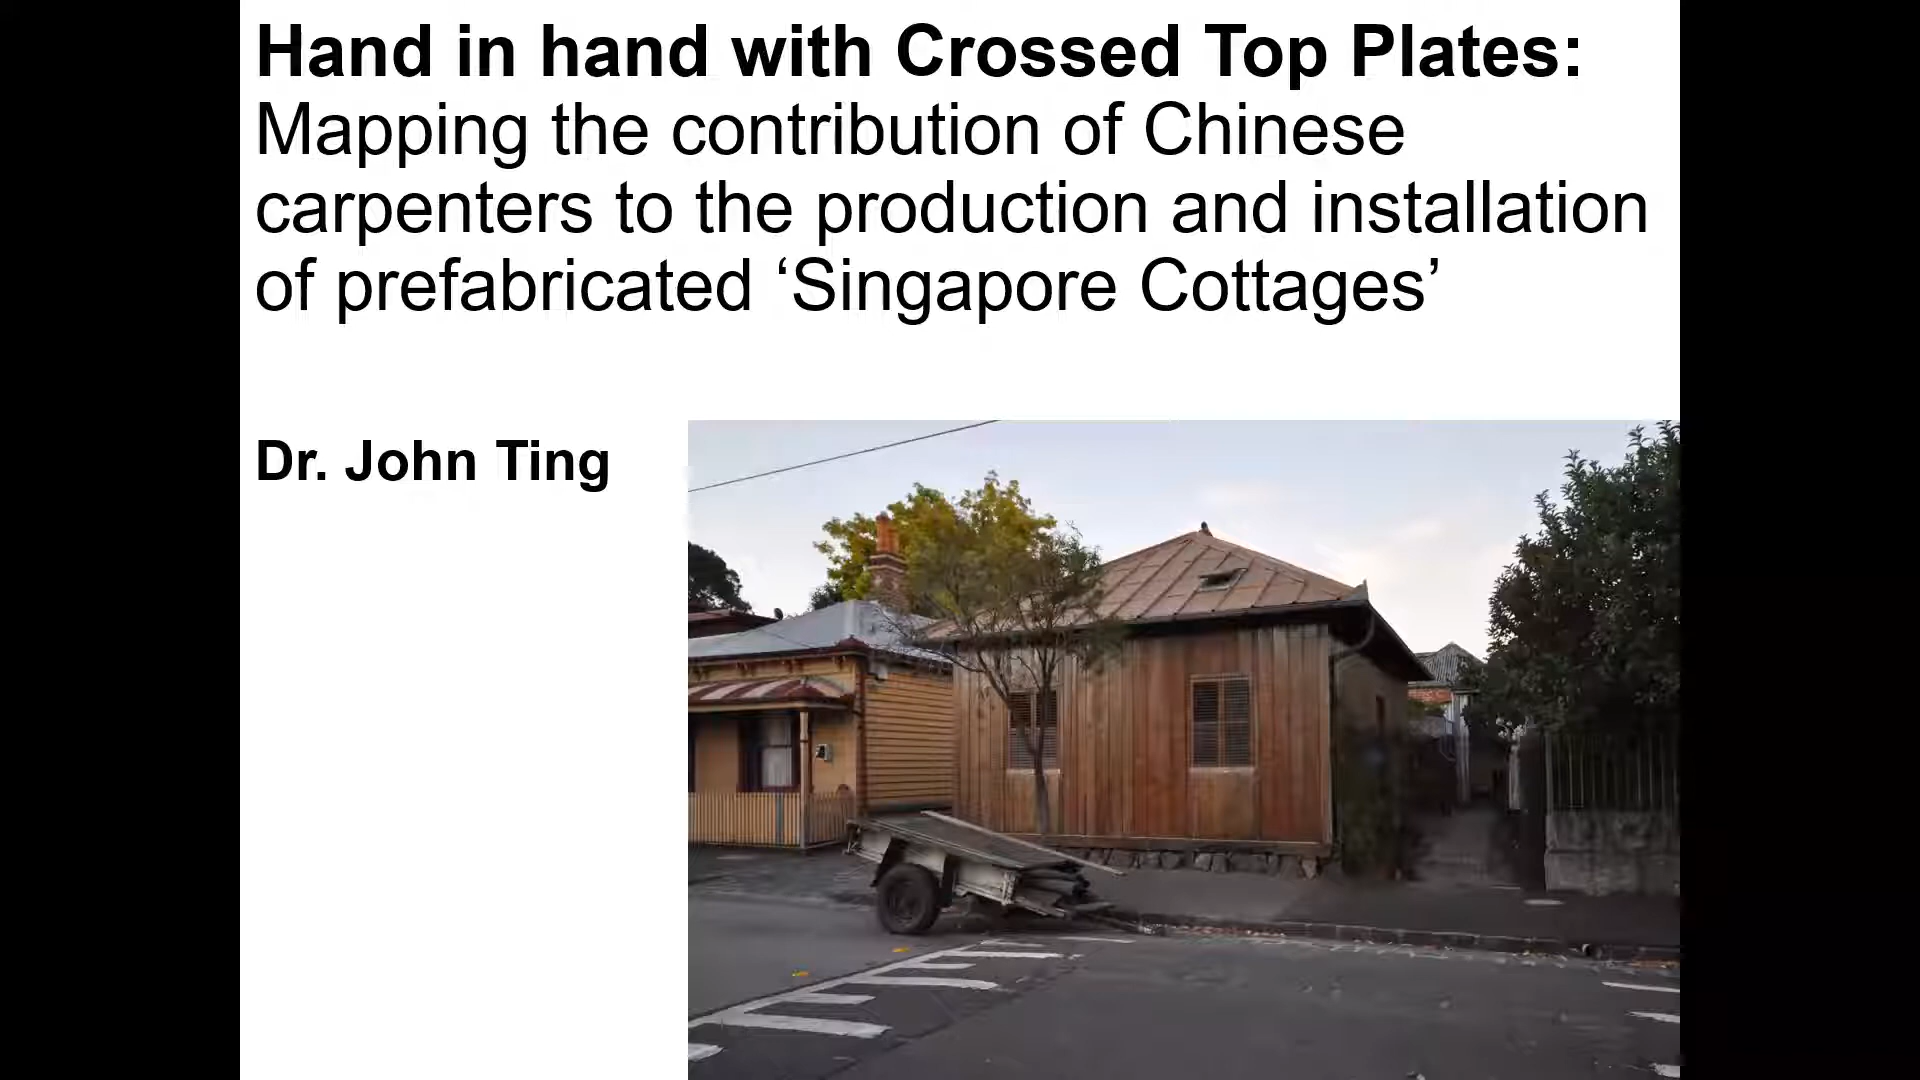 Hand in hand with Crossed Top Plates:
Mapping the contribution of Chinese
carpenters to the production and installation
of prefabricated ‘Singapore Cottages’
Dr. John Ting